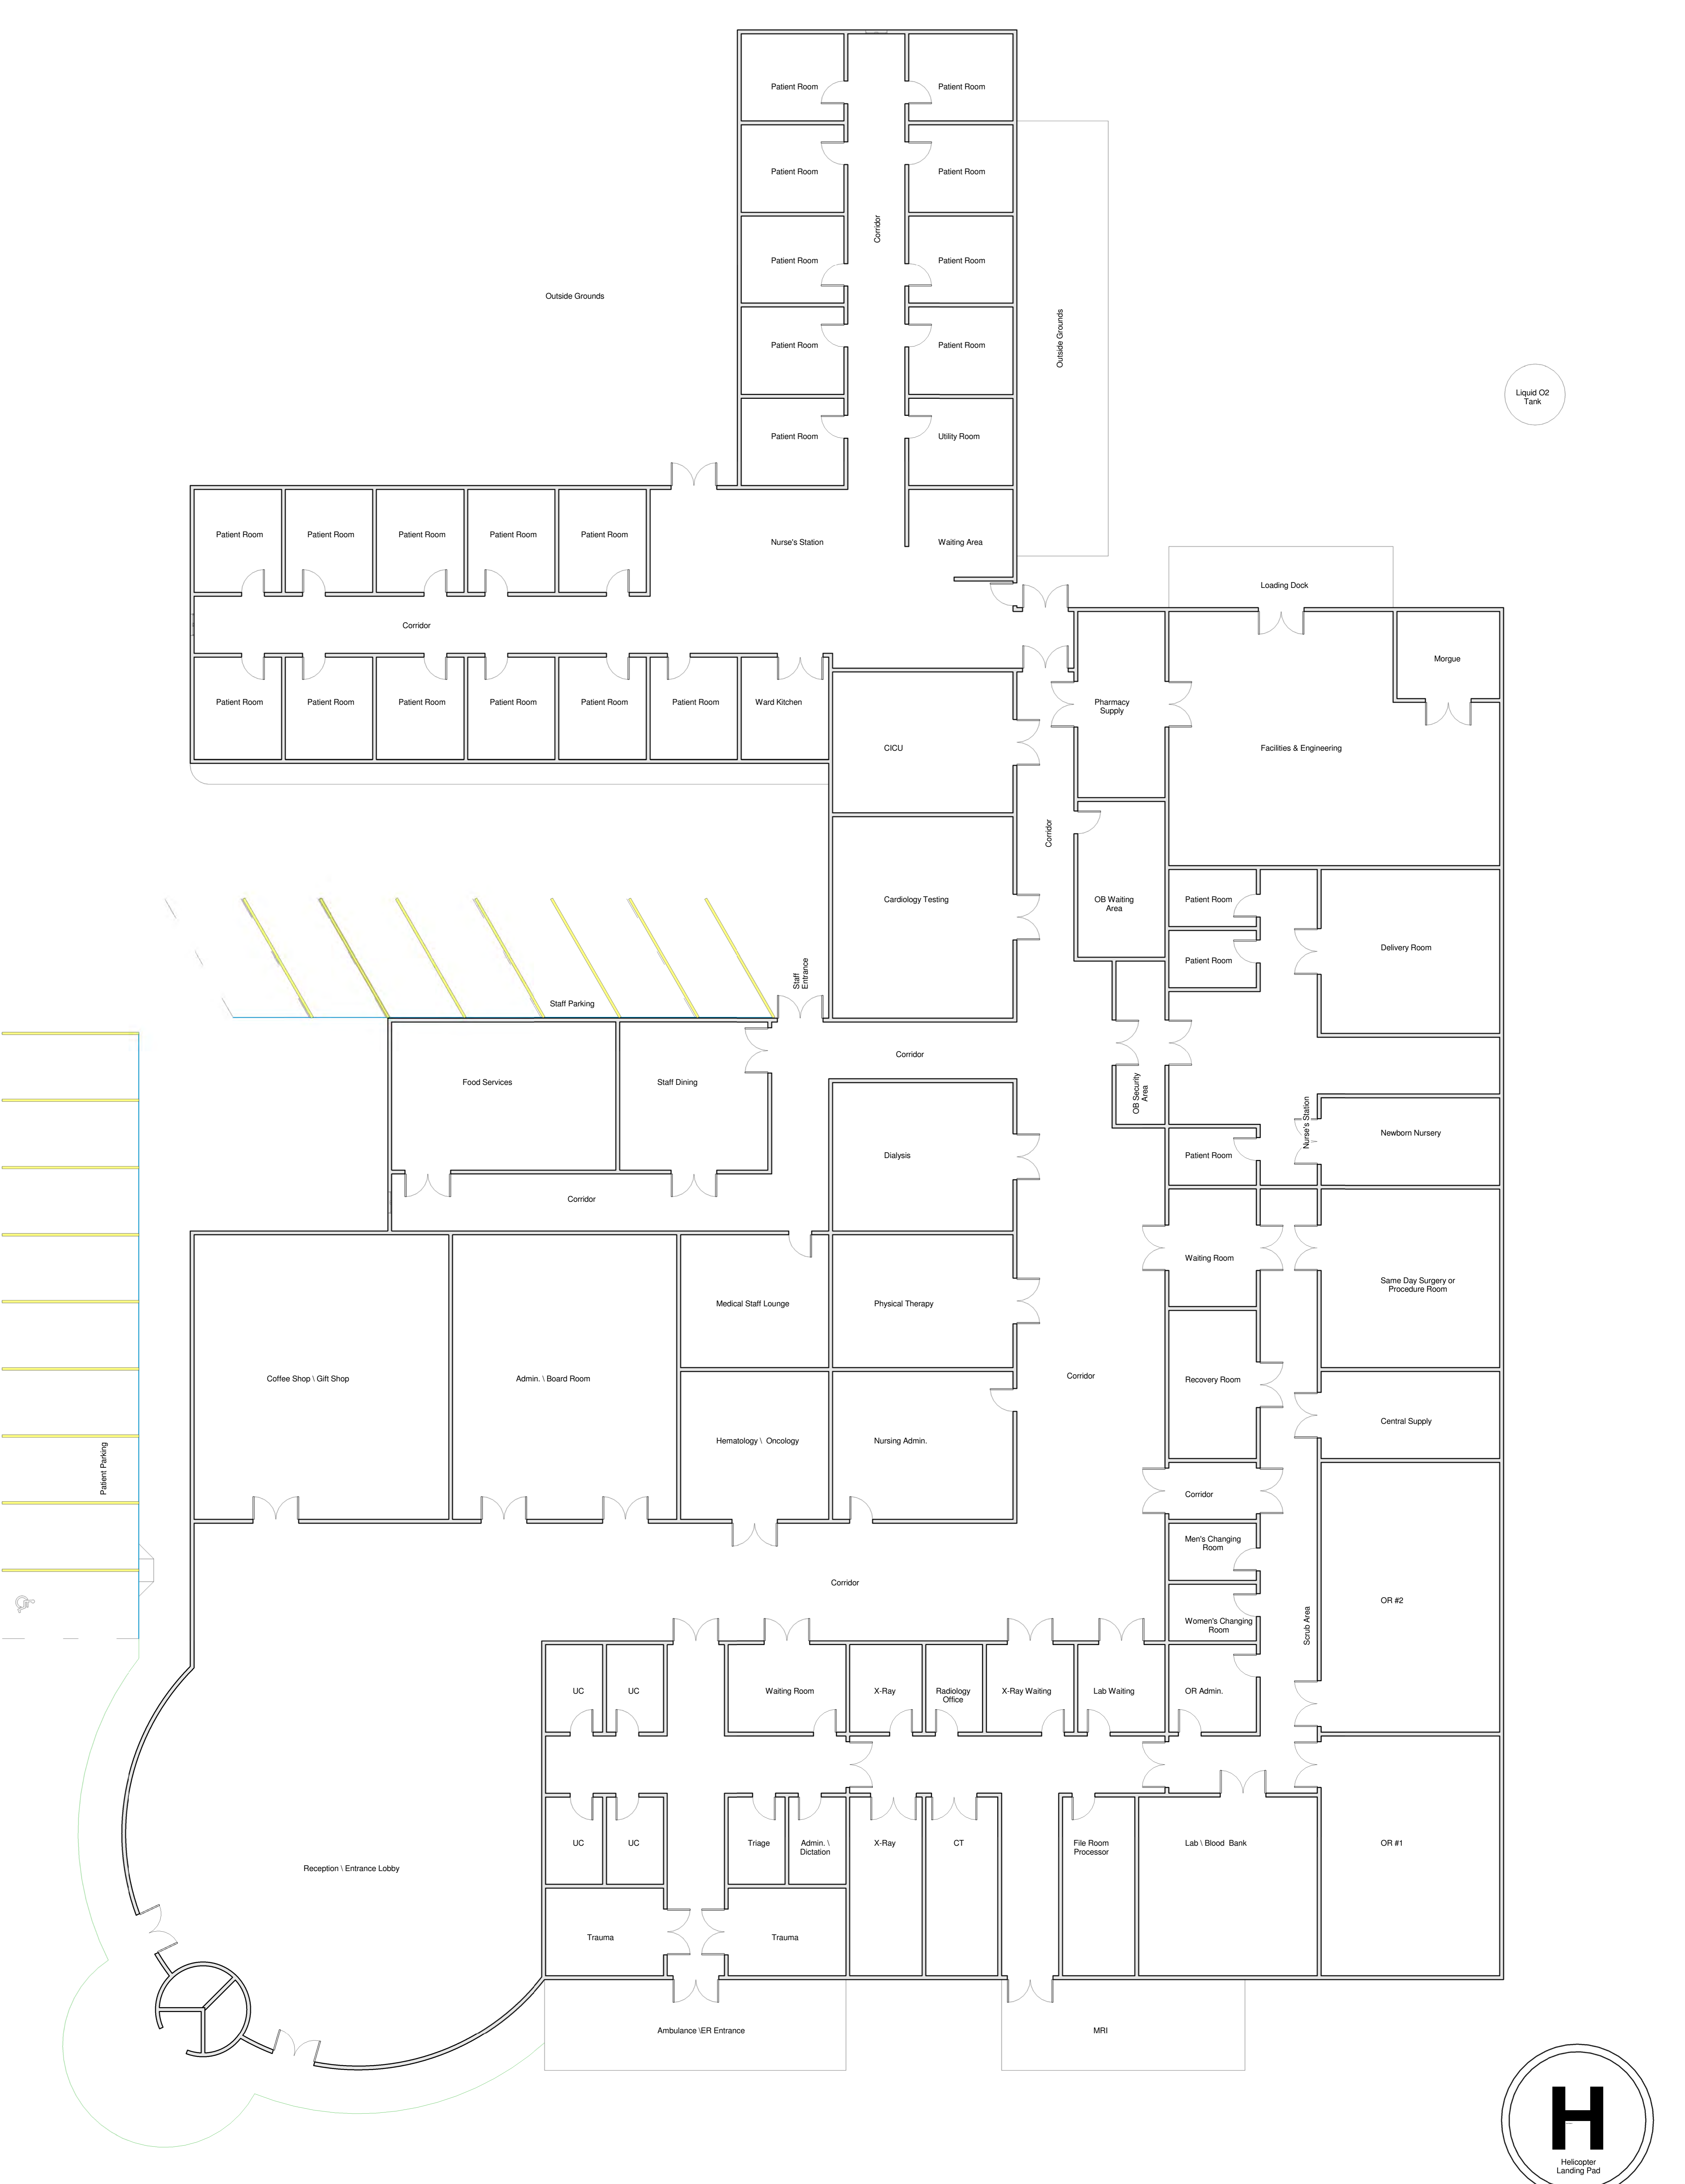 Patient Room
Patient Room
Patient Room
Patient Room
Corridor
Patient Room
Patient Room
Outside Grounds
Outside Grounds
Patient Room
Patient Room
Liquid O2
Tank
Patient Room
Utility Room
Patient Room
Patient Room
Patient Room
Patient Room
Patient Room
Nurse's Station
Waiting Area
Loading Dock
Corridor
Morgue
Patient Room
Patient Room
Patient Room
Patient Room
Patient Room
Patient Room
Ward Kitchen
Pharmacy
Supply
CICU
Facilities & Engineering
Corridor
Cardiology Testing
OB Waiting
Area
Patient Room
Delivery Room
Patient Room
Staff
Entrance
Staff Parking
Corridor
Food Services
Staff Dining
OB Security
Area
Nurse's Station
Newborn Nursery
Dialysis
Patient Room
Corridor
Waiting Room
Same Day Surgery or
Procedure Room
Medical Staff Lounge
Physical Therapy
Coffee Shop \ Gift Shop
Admin. \ Board Room
Corridor
Recovery Room
Central Supply
Hematology \ Oncology
Nursing Admin.
Patient Parking
Corridor
Men's Changing
Room
Corridor
OR #2
Women's Changing
Room
Scrub Area
UC
UC
Waiting Room
X-Ray
Radiology
Office
X-Ray Waiting
Lab Waiting
OR Admin.
UC
UC
Triage
Admin. \
Dictation
X-Ray
CT
File Room
Processor
Lab \ Blood Bank
OR #1
Reception \ Entrance Lobby
Trauma
Trauma
Ambulance \ER Entrance
MRI
H
Helicopter
Landing Pad